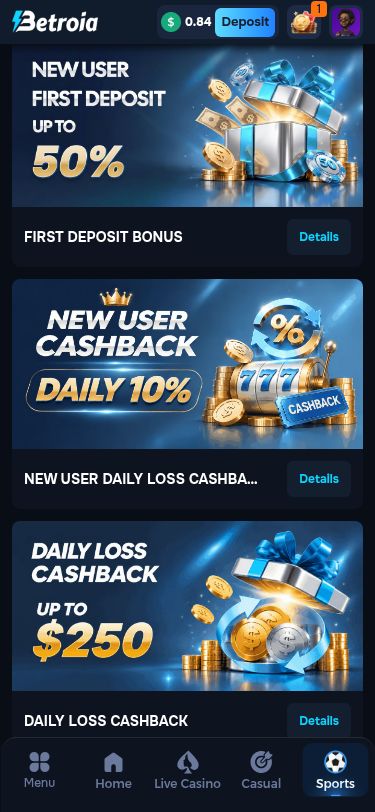 Betroia
$ 0.84 Deposit
1
NEW USER
FIRST DEPOSIT
UP TO
50%
FIRST DEPOSIT BONUS
Details
NEW USER
CASHBACK
DAILY 10%
%
777
CASHBACK
NEW USER DAILY LOSS CASHBA...
Details
DAILY LOSS
CASHBACK
UP TO
$250
DAILY LOSS CASHBACK
Details
Menu
Home
Live Casino
Casual
Sports